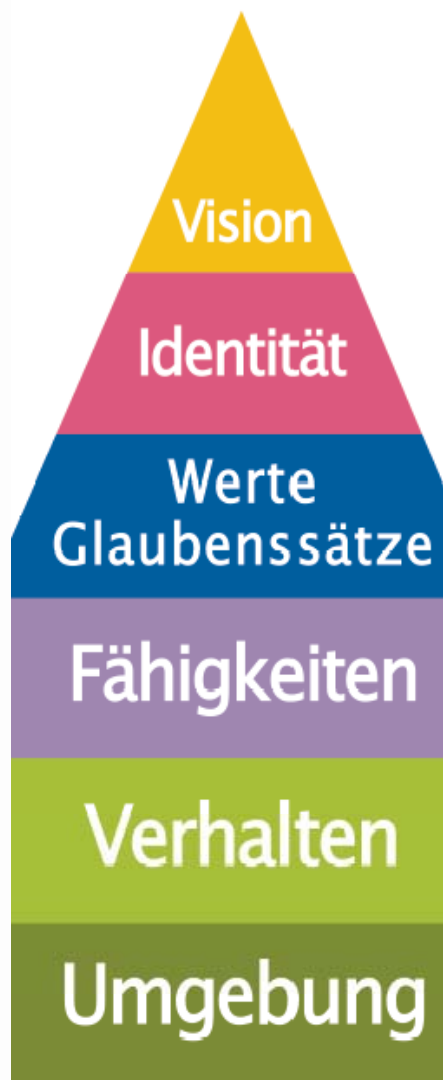 Vision
Identität
Werte
Glaubenssätze
Fähigkeiten
Verhalten
Umgebung